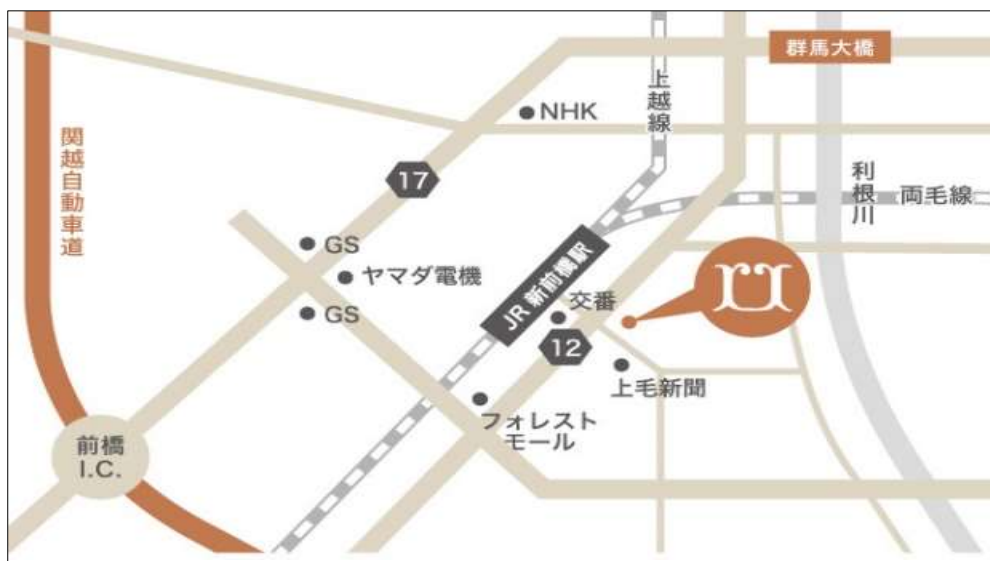 群馬大橋
上越線
NHK
関越自動車道
17
利根川
両毛線
GS
ヤマダ電機
JR 新前橋駅
交番
GS
12
上毛新聞
フォレスト
モール
前橋
I.C.